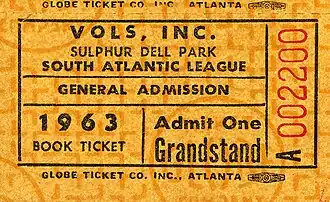 GLOBE TICKET CO. INC., ATLANTA
VOLS, INC.
SULPHUR DELL PARK
SOUTH ATLANTIC LEAGUE
GENERAL ADMISSION
1963
BOOK TICKET
Admit One
Grandstand
A 002200
GLOBE TICKET CO. INC., ATLANTA